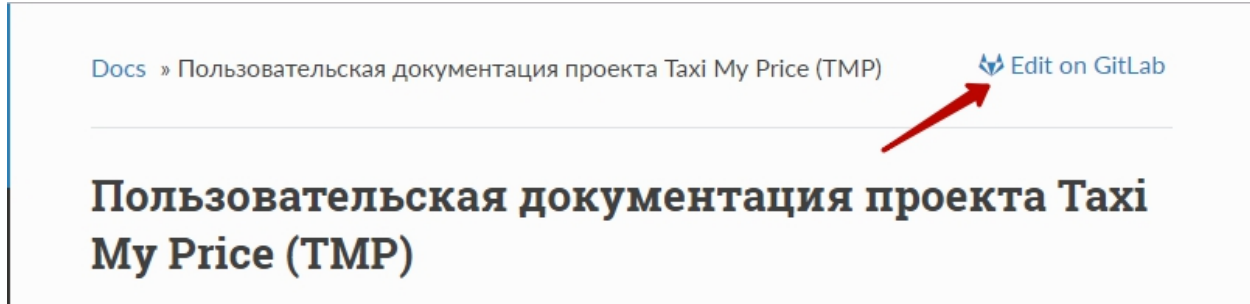 Docs » Пользовательская документация проекта Taxi My Price (TMP) Edit on GitLab
Пользовательская документация проекта Taxi
My Price (TMP)